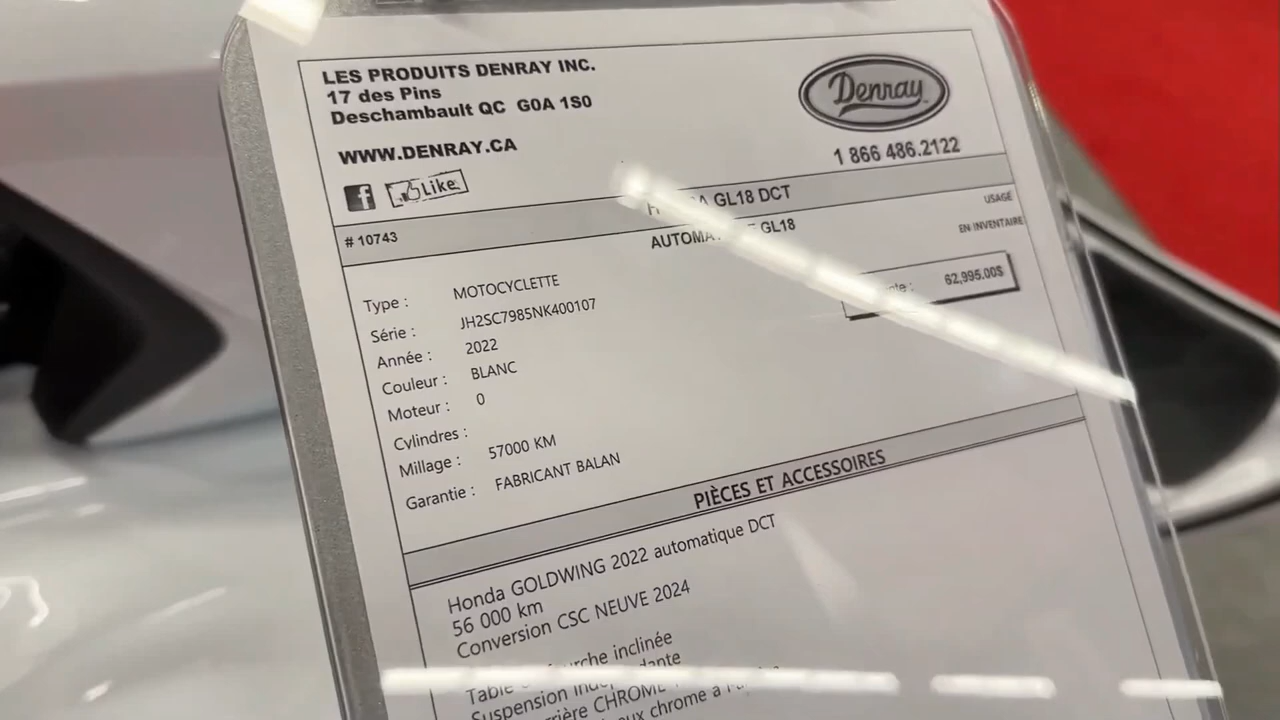 LES PRODUITS DENRAY INC.
17 des Pins
Deschambault QC G0A 1S0
WWW.DENRAY.CA
Denray
1 866 486.2122
f Like
GL18 DCT
USAGÉ
# 10743
GL18
EN INVENTAIRE
62,995.00$
Type : MOTOCYCLETTE
Série : JH2SC7985NK400107
Année : 2022
Couleur : BLANC
Moteur : 0
Cylindres :
Millage : 57000 KM
Garantie : FABRICANT BALAN
PIÈCES ET ACCESSOIRES
Honda GOLDWING 2022 automatique DCT
56 000 km
Conversion CSC NEUVE 2024
inclinée
Suspension
CHROME
chrome